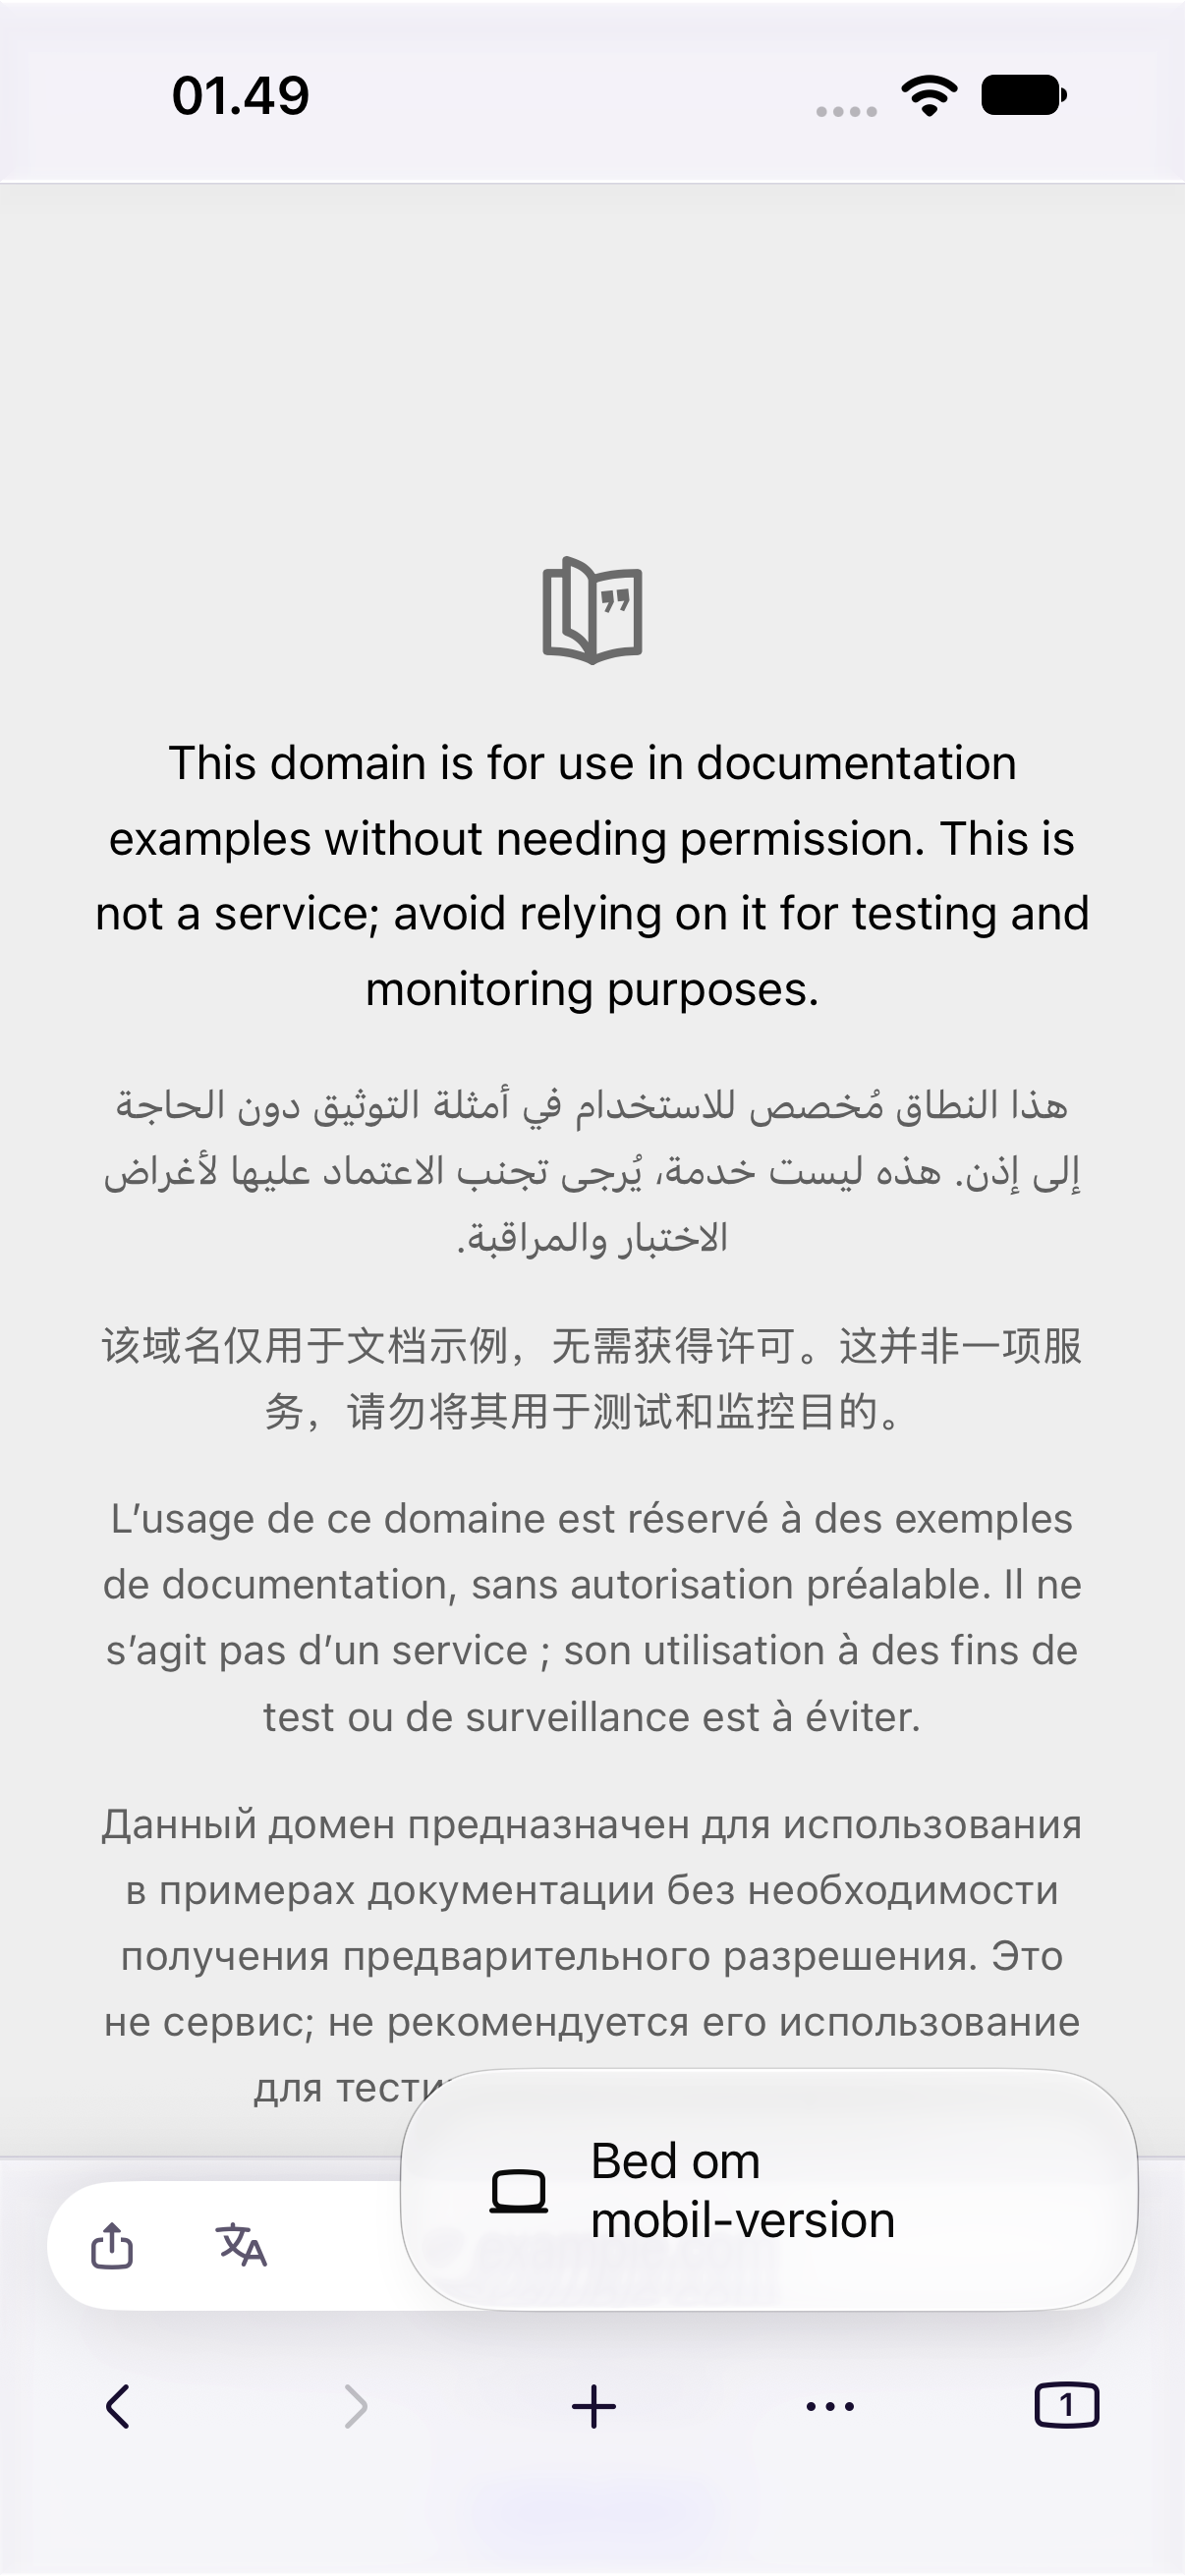 01.49
This domain is for use in documentation
examples without needing permission. This is
not a service; avoid relying on it for testing and
monitoring purposes.
هذا النطاق مُخصص للاستخدام في أمثلة التوثيق دون الحاجة
إلى إذن. هذه ليست خدمة، يُرجى تجنب الاعتماد عليها لأغراض
الاختبار والمراقبة.
该域名仅用于文档示例，无需获得许可。这并非一项服
务，请勿将其用于测试和监控目的。
L’usage de ce domaine est réservé à des exemples
de documentation, sans autorisation préalable. Il ne
s’agit pas d’un service ; son utilisation à des fins de
test ou de surveillance est à éviter.
Данный домен предназначен для использования
в примерах документации без необходимости
получения предварительного разрешения. Это
не сервис; не рекомендуется его использование
для
Bed om
mobil-version
1